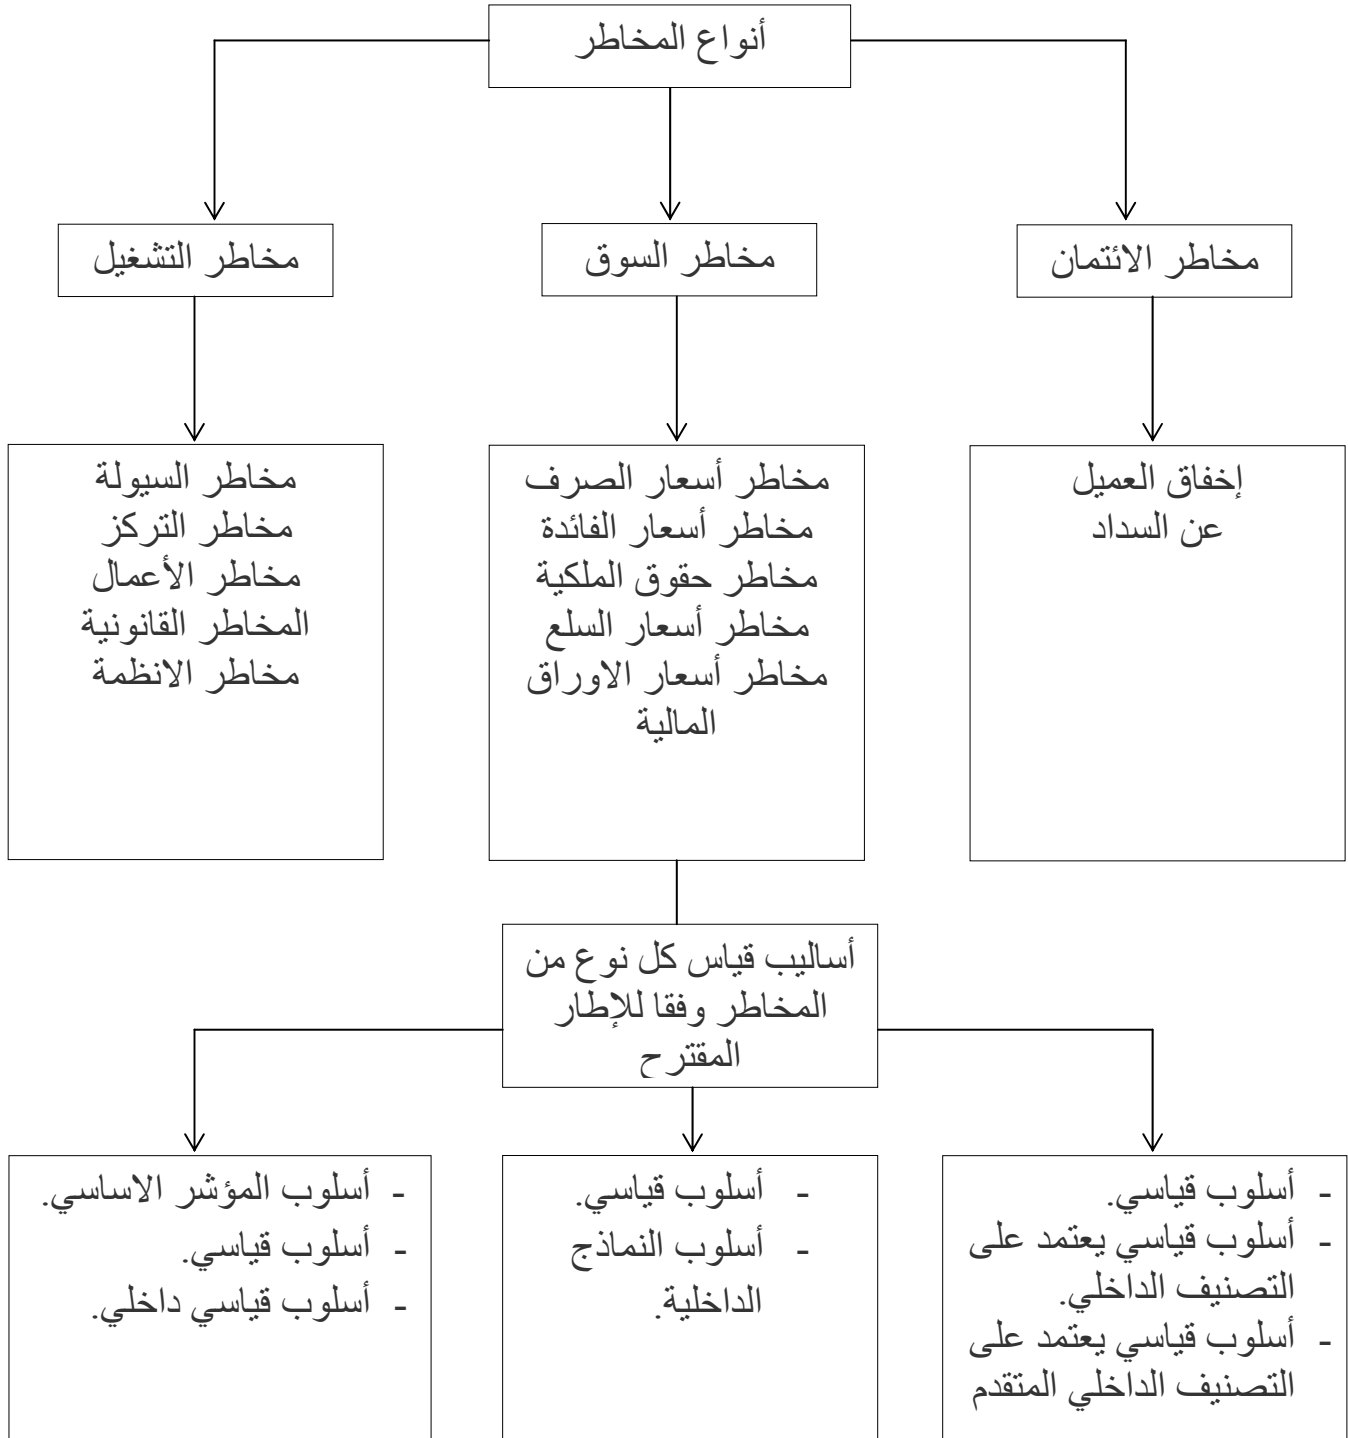 أنواع المخاطر
مخاطر الائتمان
مخاطر السوق
مخاطر التشغيل
إخفاق العميل
عن السداد
مخاطر أسعار الصرف
مخاطر أسعار الفائدة
مخاطر حقوق الملكية
مخاطر أسعار السلع
مخاطر أسعار الاوراق
المالية
مخاطر السيولة
مخاطر التركز
مخاطر الأعمال
المخاطر القانونية
مخاطر الانظمة
أساليب قياس كل نوع من
المخاطر وفقا للإطار
المقترح
- أسلوب قياسي.
- أسلوب قياسي يعتمد على
التصنيف الداخلي.
- أسلوب قياسي يعتمد على
التصنيف الداخلي المتقدم
- أسلوب قياسي.
- أسلوب النماذج
الداخلية.
- أسلوب المؤشر الاساسي.
- أسلوب قياسي.
- أسلوب قياسي داخلي.